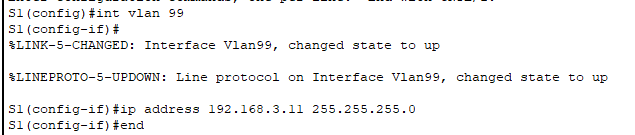 S1(config)#int vlan 99
S1(config-if)#
%LINK-5-CHANGED: Interface Vlan99, changed state to up
%LINEPROTO-5-UPDOWN: Line protocol on Interface Vlan99, changed state to up
S1(config-if)#ip address 192.168.3.11 255.255.255.0
S1(config-if)#end